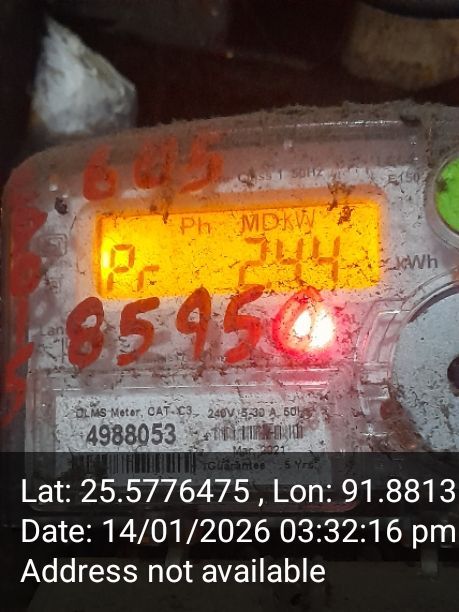 605
Class 1 50Hz
Ph MDkW
Pr 244
kWh
8595
DLMS Meter, CAT C3 240V 5-30 A, 50Hz
4988053
Mar 2021
Guarantee 5 Yrs.
Lat: 25.5776475 , Lon: 91.8813
Date: 14/01/2026 03:32:16 pm
Address not available